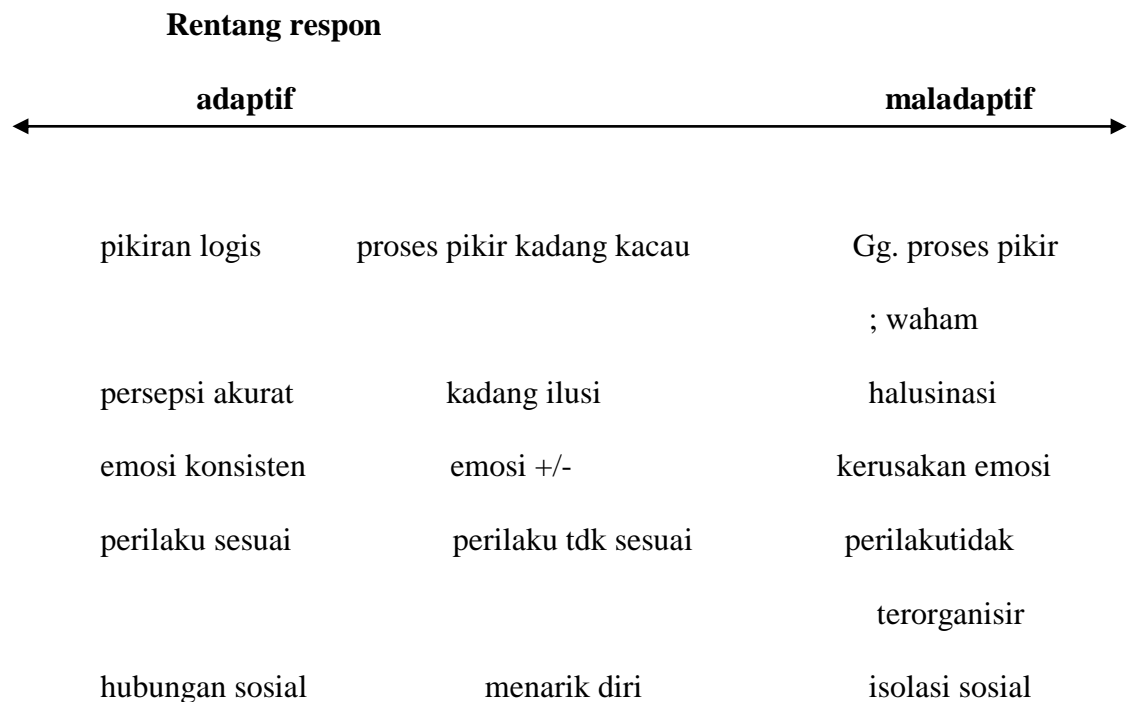 Rentang respon
adaptif maladaptif
pikiran logis proses pikir kadang kacau Gg. proses pikir
; waham
persepsi akurat kadang ilusi halusinasi
emosi konsisten emosi +/- kerusakan emosi
perilaku sesuai perilaku tdk sesuai perilakutidak
terorganisir
hubungan sosial menarik diri isolasi sosial